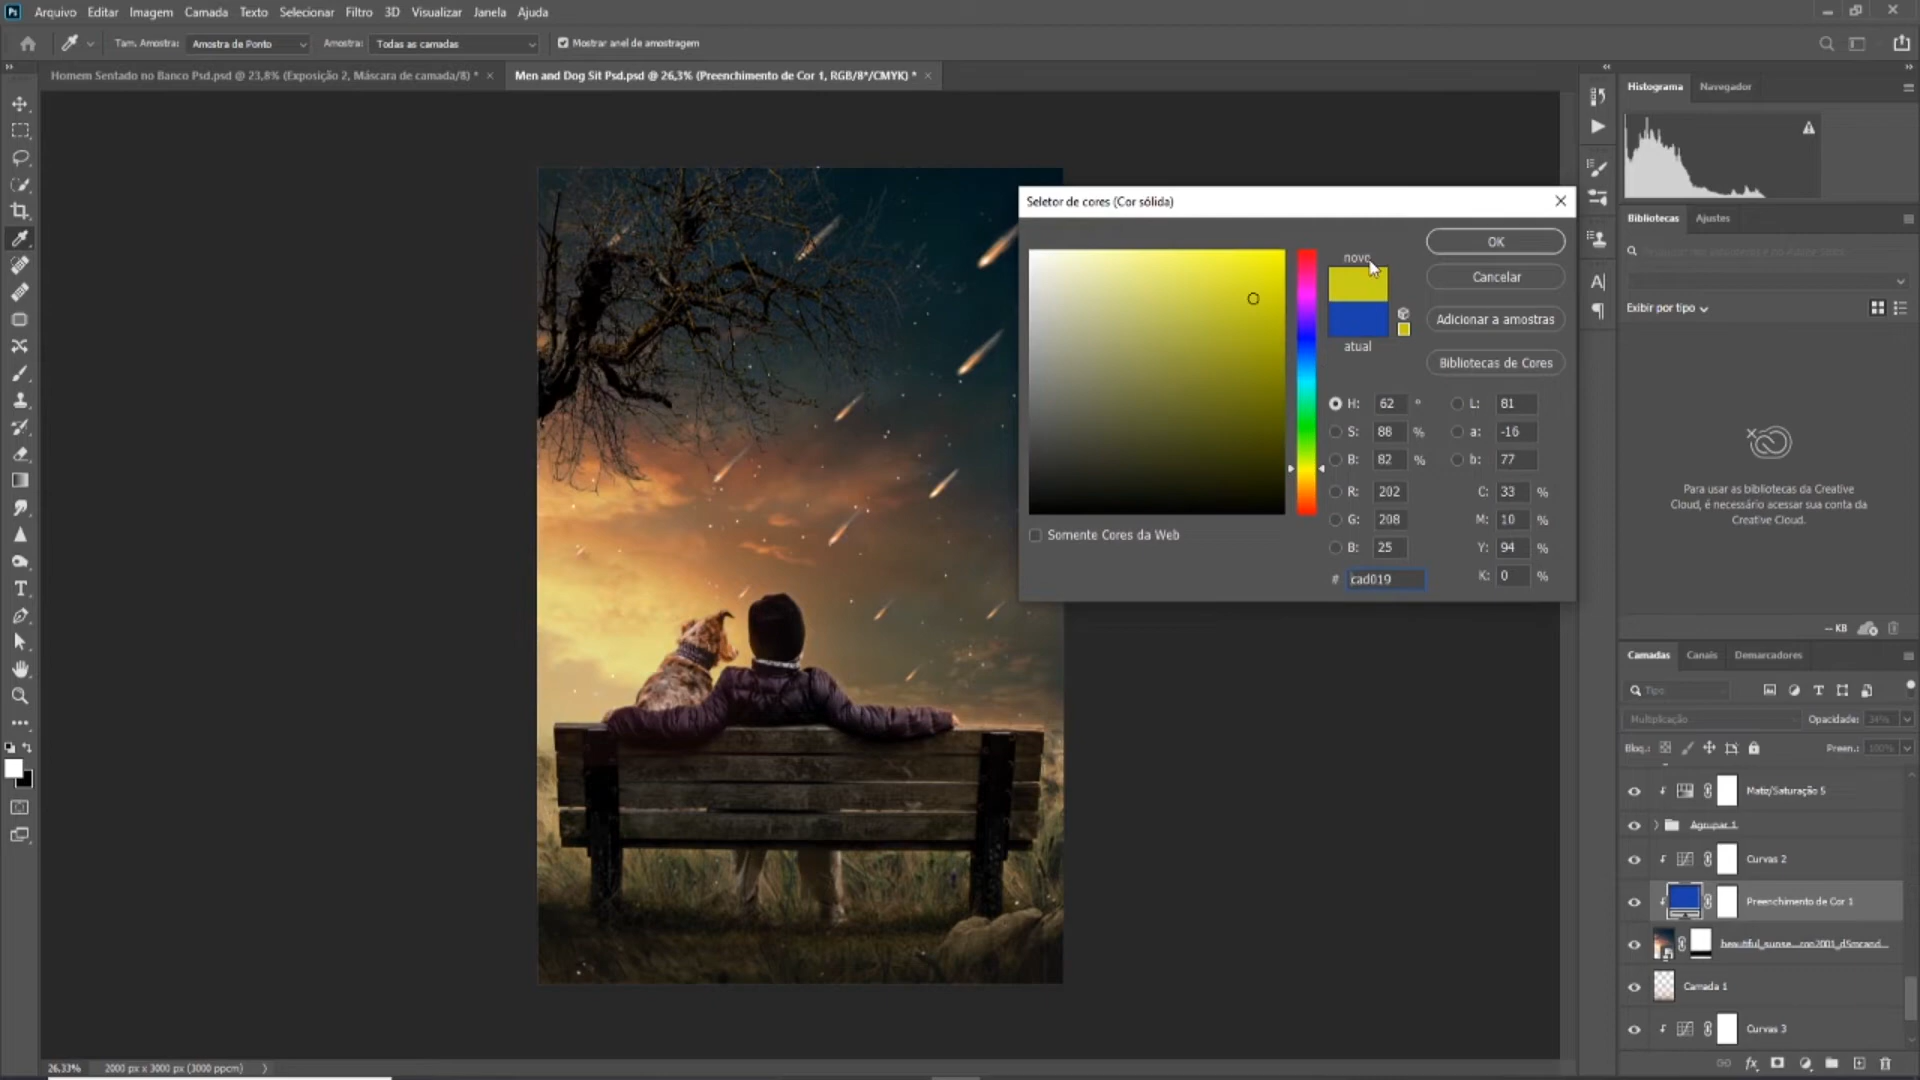 Ps Arquivo Editar Imagem Camada Texto Selecionar Filtro 3D Visualizar Janela Ajuda
Tam. Amostra: Amostra de Ponto Amostra: Todas as camadas Mostrar anel de amostragem
Homem Sentado no Banco Psd.psd @ 23,8% (Exposição 2, Máscara de camada/8) * × Men and Dog Sit Psd.psd @ 26,3% (Preenchimento de Cor 1, RGB/8*/CMYK) * ×
Histograma Navegador
Seletor de cores (Cor sólida)
novo
OK
Cancelar
Adicionar a amostras
atual
Bibliotecas de Cores
H: 62 ° L: 81
S: 88 % a: -16
B: 82 % b: 77
R: 202 C: 33 %
G: 208 M: 10 %
B: 25 Y: 94 %
# cad019 K: 0 %
Somente Cores da Web
Bibliotecas Ajustes
Exibir por tipo
Para usar as bibliotecas da Creative
Cloud, é necessário acessar sua conta da
Creative Cloud.
-- KB
Camadas Canais Demarcadores
Tipo
Multiplicação Opacidade: 34%
Bloq.: Preen.: 100%
Matiz/Saturação 5
Agrupar 1
Curvas 2
Preenchimento de Cor 1
Camada 1
Curvas 3
26,33% 2000 px x 3000 px (3000 ppcm)